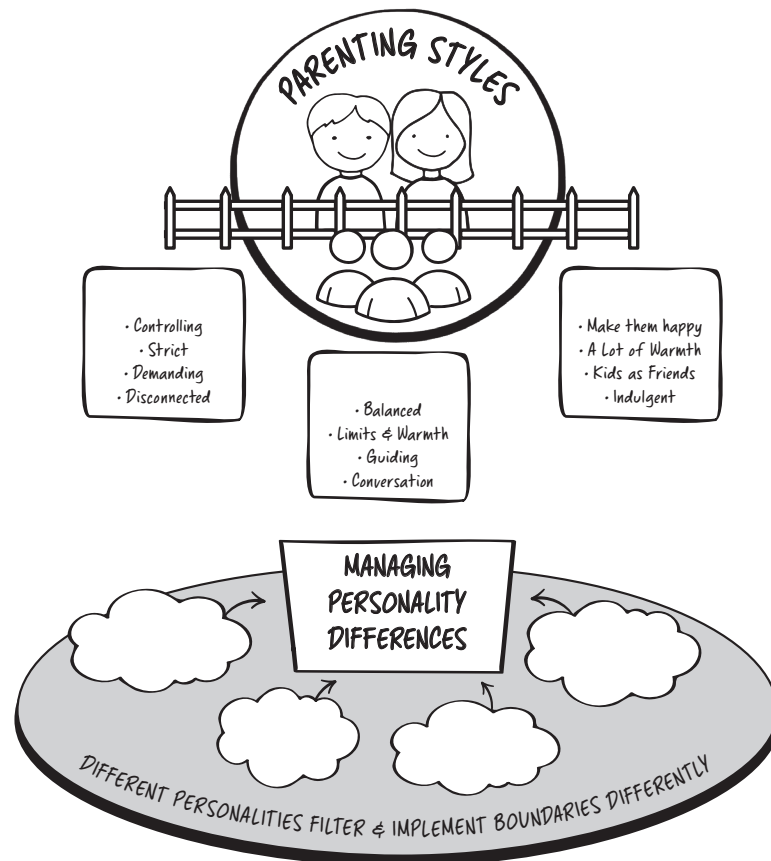 PARENTING STYLES
• Controlling
• Strict
• Demanding
• Disconnected
• Balanced
• Limits & Warmth
• Guiding
• Conversation
• Make them happy
• A Lot of Warmth
• Kids as Friends
• Indulgent
MANAGING
PERSONALITY
DIFFERENCES
DIFFERENT PERSONALITIES FILTER & IMPLEMENT BOUNDARIES DIFFERENTLY